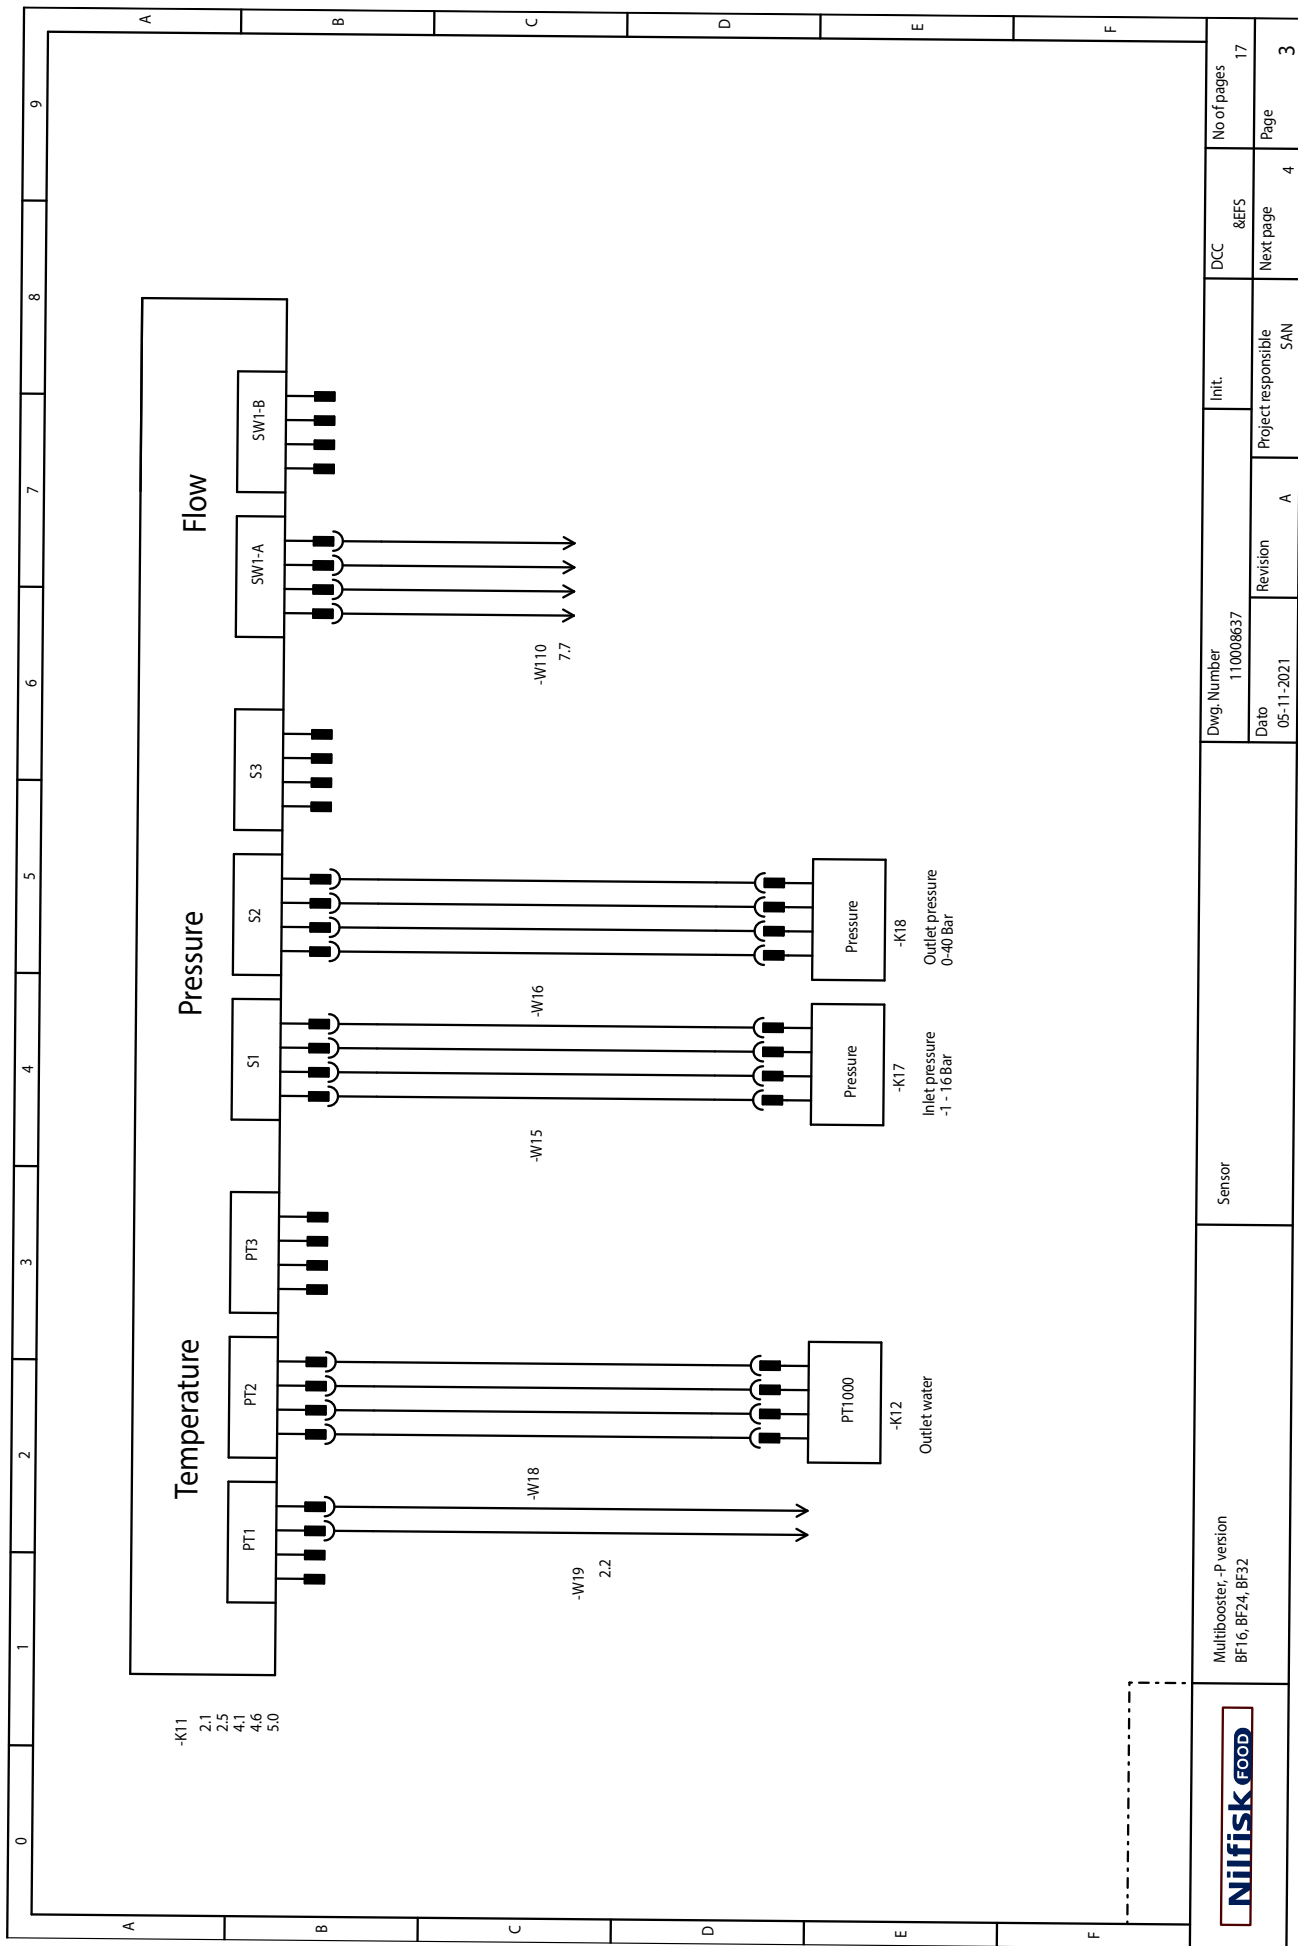 0
1
2
3
4
5
6
7
8
9
A
B
C
D
E
F
A
B
C
D
E
F
-K11
2.1
2.5
4.1
4.6
5.0
Temperature
Pressure
Flow
PT1
PT2
PT3
S1
S2
S3
SW1-A
SW1-B
-W19
2.2
-W18
-W15
-W16
-W110
7.7
PT1000
-K12
Outlet water
Pressure
-K17
Inlet pressure
-1 - 16 Bar
Pressure
-K18
Outlet pressure
0-40 Bar
Nilfisk FOOD
Multibooster, -P version
BF16, BF24, BF32
Sensor
Dwg. Number
110008637
Init.
DCC
&EFS
No of pages
17
Dato
05-11-2021
Revision
A
Project responsible
SAN
Next page
4
Page
3